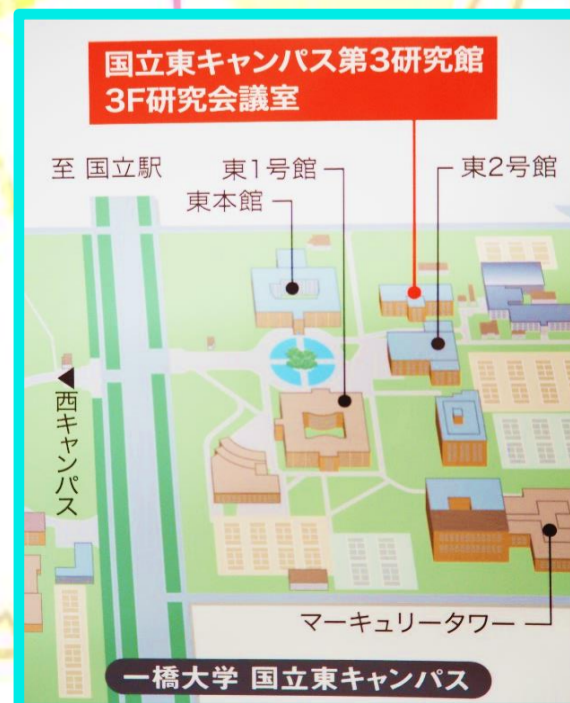 国立東キャンパス第3研究館
3F研究会議室
至 国立駅
東1号館
東2号館
東本館
西キャンパス
マーキュリータワー
一橋大学 国立東キャンパス